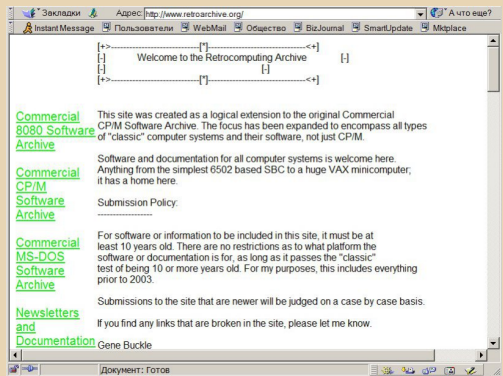 Закладки Адрес: http://www.retroarchive.org/ А что еще?
Instant Message Пользователи WebMail Общество BizJournal SmartUpdate Mktplace
[+>-----------------------------[*]--------------------------------<+]
[-] Welcome to the Retrocomputing Archive [-]
[-] [-]
[+>-----------------------------[*]--------------------------------<+]
Commercial
8080 Software
Archive
Commercial
CP/M
Software
Archive
Commercial
MS-DOS
Software
Archive
Newsletters
and
Documentation
This site was created as a logical extension to the original Commercial
CP/M Software Archive. The focus has been expanded to encompass all types
of "classic" computer systems and their software, not just CP/M.
Software and documentation for all computer systems is welcome here.
Anything from the simplest 6502 based SBC to a huge VAX minicomputer;
it has a home here.
Submission Policy:
------------------
For software or information to be included in this site, it must be at
least 10 years old. There are no restrictions as to what platform the
software or documentation is for, as long as it passes the "classic"
test of being 10 or more years old. For my purposes, this includes everything
prior to 2003.
Submissions to the site that are newer will be judged on a case by case basis.
If you find any links that are broken in the site, please let me know.
Gene Buckle
Документ: Готов